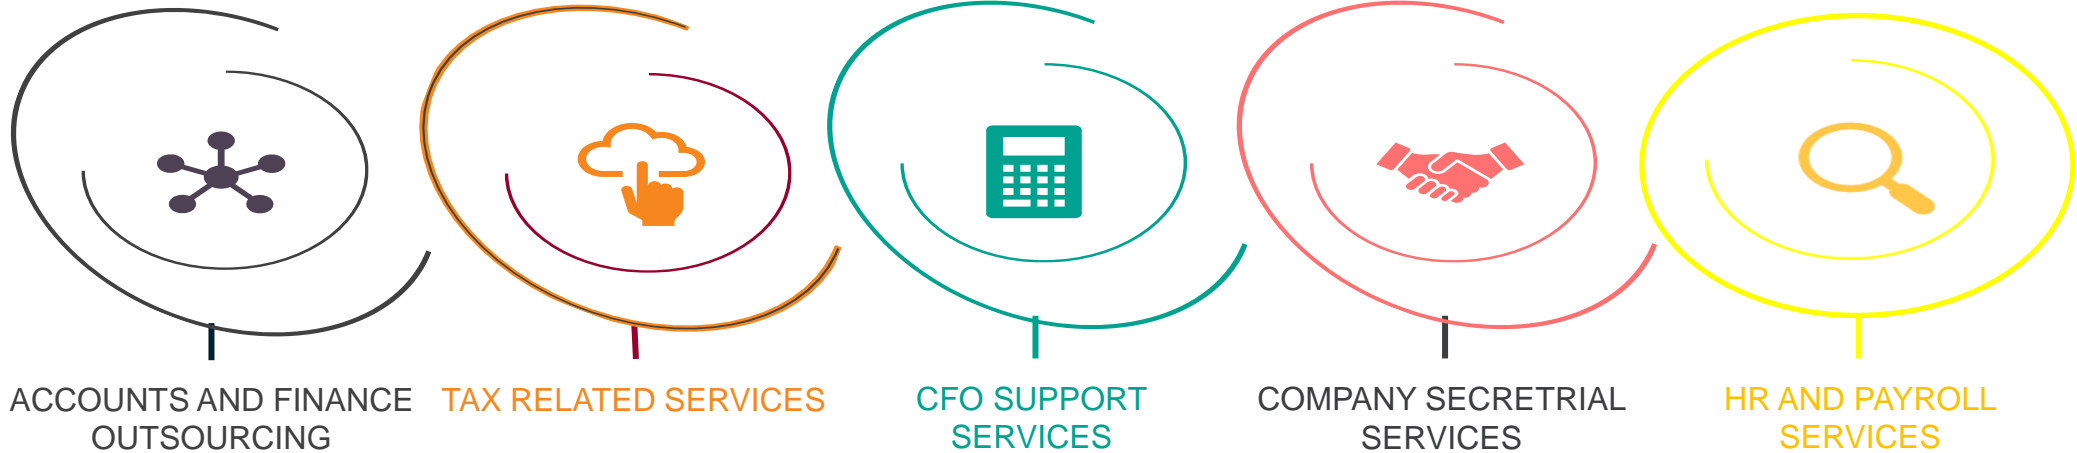 ACCOUNTS AND FINANCE
OUTSOURCING
TAX RELATED SERVICES
CFO SUPPORT
SERVICES
COMPANY SECRETRIAL
SERVICES
HR AND PAYROLL
SERVICES